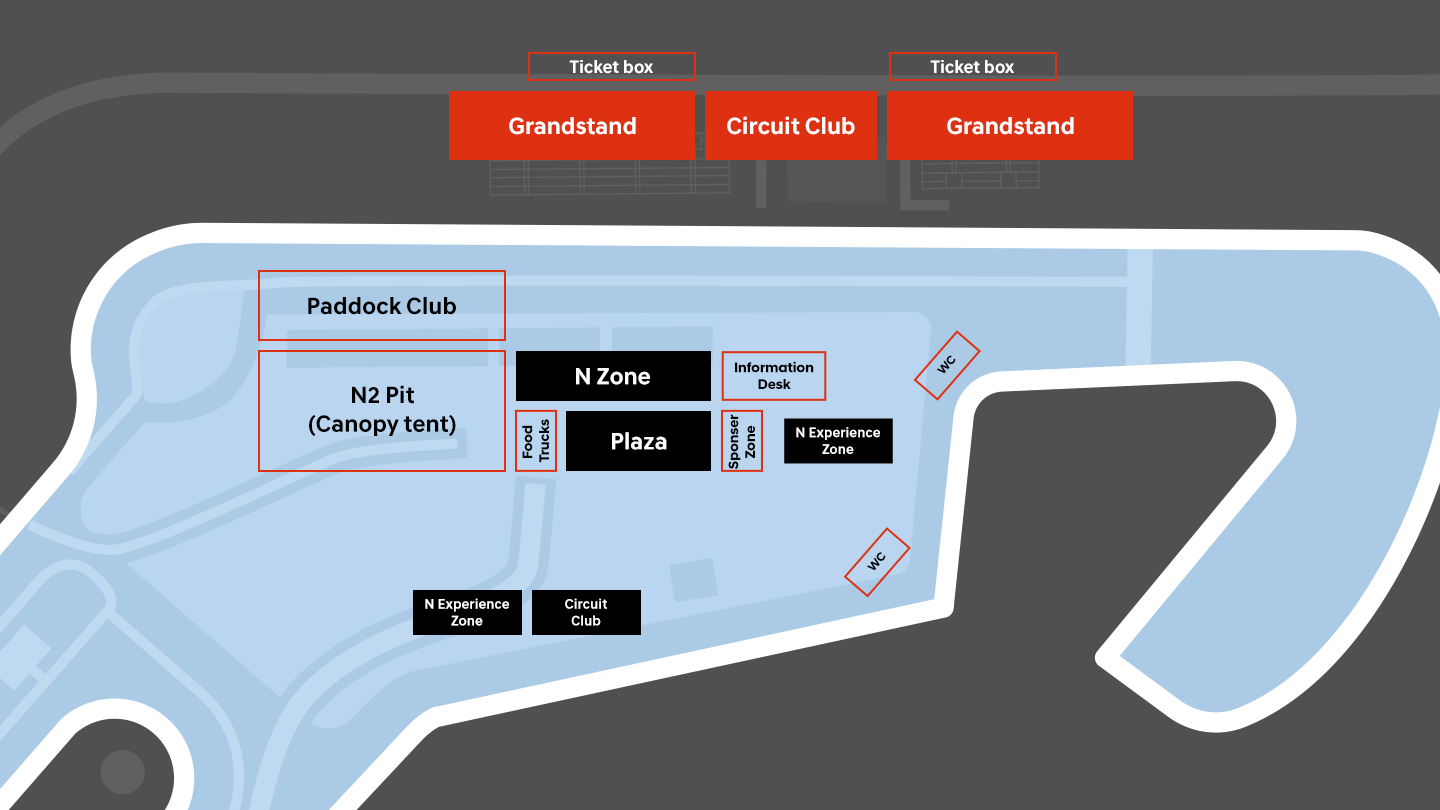 Ticket box
Ticket box
Grandstand
Circuit Club
Grandstand
Paddock Club
N2 Pit
(Canopy tent)
N Zone
Information
Desk
WC
Food
Trucks
Plaza
Sponser
Zone
N Experience
Zone
WC
N Experience
Zone
Circuit
Club